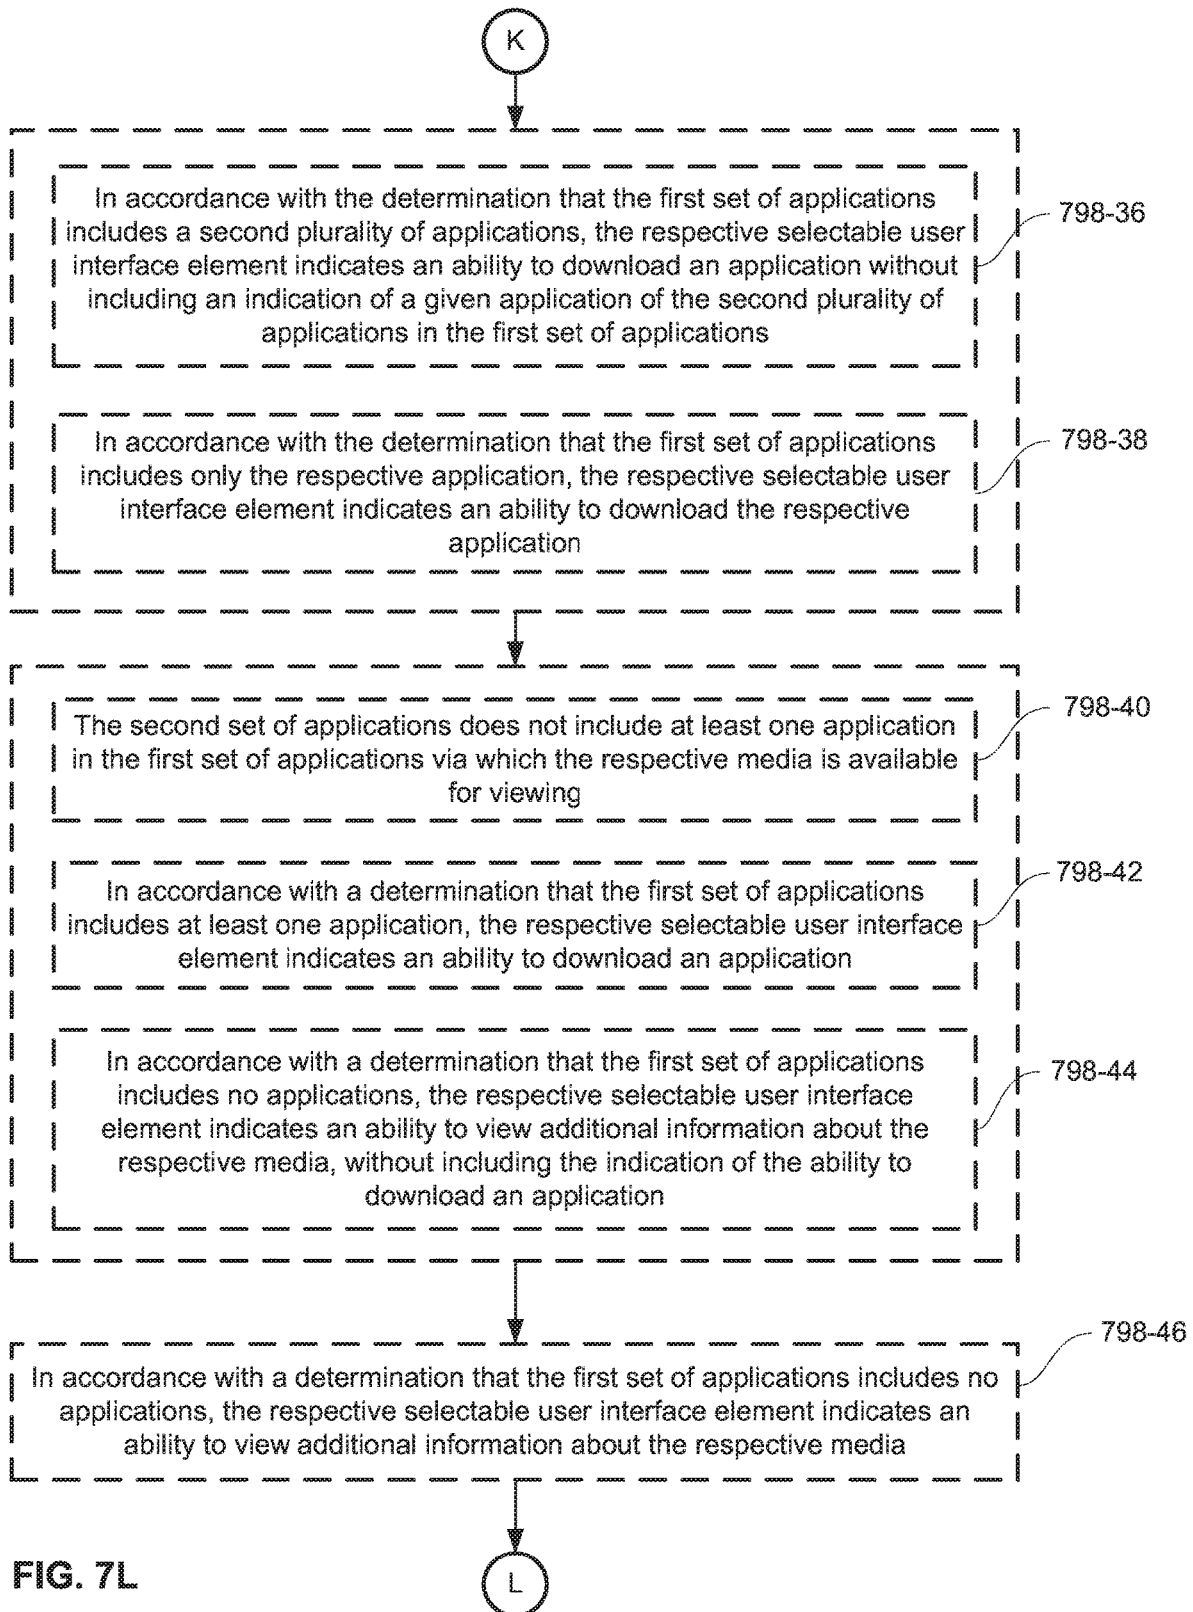 K
In accordance with the determination that the first set of applications
includes a second plurality of applications, the respective selectable user
interface element indicates an ability to download an application without
including an indication of a given application of the second plurality of
applications in the first set of applications
798-36
In accordance with the determination that the first set of applications
includes only the respective application, the respective selectable user
interface element indicates an ability to download the respective
application
798-38
The second set of applications does not include at least one application
in the first set of applications via which the respective media is available
for viewing
798-40
In accordance with a determination that the first set of applications
includes at least one application, the respective selectable user interface
element indicates an ability to download an application
798-42
In accordance with a determination that the first set of applications
includes no applications, the respective selectable user interface
element indicates an ability to view additional information about the
respective media, without including the indication of the ability to
download an application
798-44
In accordance with a determination that the first set of applications includes no
applications, the respective selectable user interface element indicates an
ability to view additional information about the respective media
798-46
L
FIG. 7L